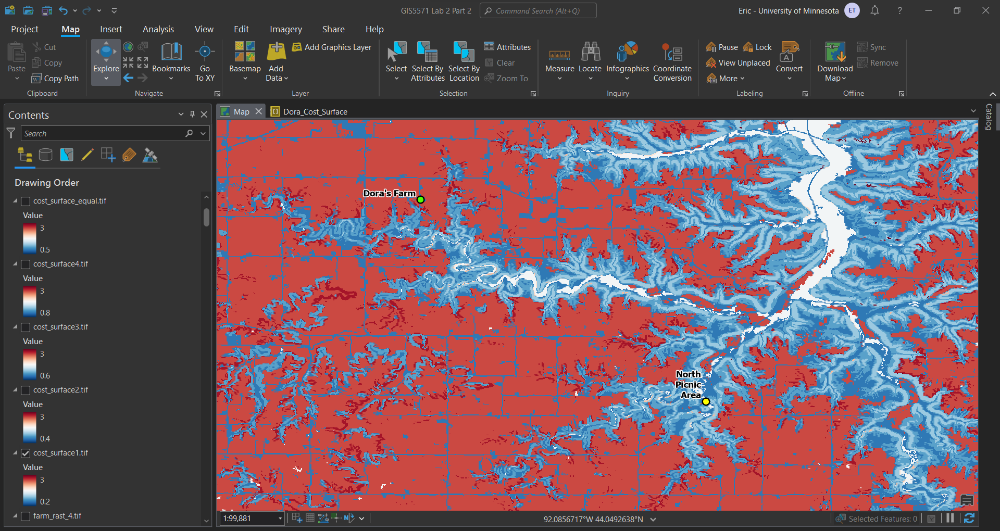 GIS5571 Lab 2 Part 2
Command Search (Alt+Q)
Eric - University of Minnesota
ET
?
Project
Map
Insert
Analysis
View
Edit
Imagery
Share
Help
Paste
Cut
Copy
Copy Path
Clipboard
Explore
Bookmarks
Go
To XY
Navigate
Basemap
Add
Data
Add Graphics Layer
Layer
Select
Select By
Attributes
Select By
Location
Attributes
Clear
Zoom To
Selection
Measure
Locate
Infographics
Coordinate
Conversion
Inquiry
Pause
Lock
View Unplaced
More
Convert
Labeling
Download
Map
Sync
Remove
Offline
Contents
Search
Drawing Order
cost_surface_equal.tif
Value
3
0.5
cost_surface4.tif
Value
3
0.8
cost_surface3.tif
Value
3
0.6
cost_surface2.tif
Value
3
0.4
cost_surface1.tif
Value
3
0.2
farm_rast_4.tif
Map
Dora_Cost_Surface
Catalog
Dora's Farm
North
Picnic
Area
1:99,881
92.0856717°W 44.0492638°N
Selected Features: 0